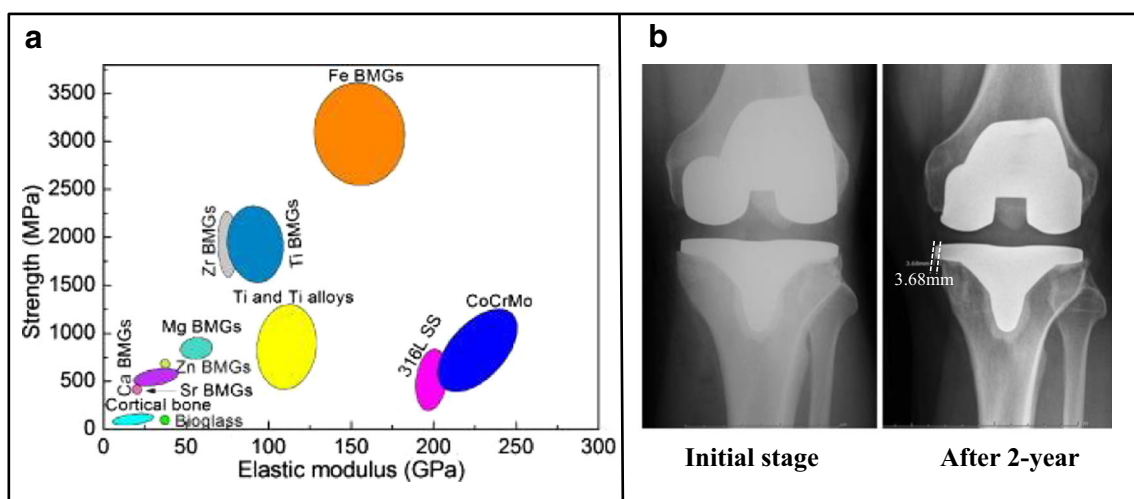 a
Strength (MPa)
3500
3000
2500
2000
1500
1000
500
0
Fe BMGs
Zr BMGs
Ti BMGs
Ti and Ti alloys
CoCrMo
Mg BMGs
316L SS
Ca BMGs
Zn BMGs
Sr BMGs
Cortical bone
Bioglass
0 50 100 150 200 250 300
Elastic modulus (GPa)
b
3.68mm
3.68mm
Initial stage
After 2-year